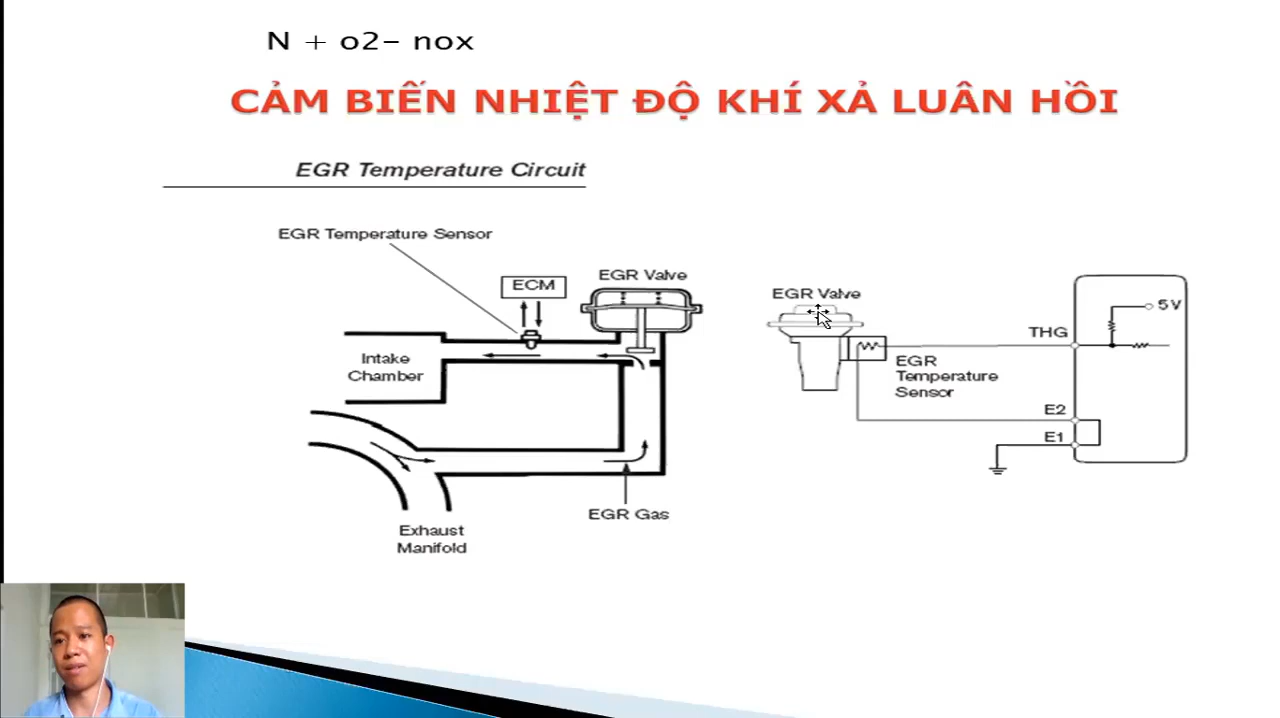 N + o2– nox
CẢM BIẾN NHIỆT ĐỘ KHÍ XẢ LUÂN HỒI
EGR Temperature Circuit
EGR Temperature Sensor
ECM
EGR Valve
Intake
Chamber
EGR Gas
Exhaust
Manifold
EGR Valve
EGR
Temperature
Sensor
THG
5V
E2
E1